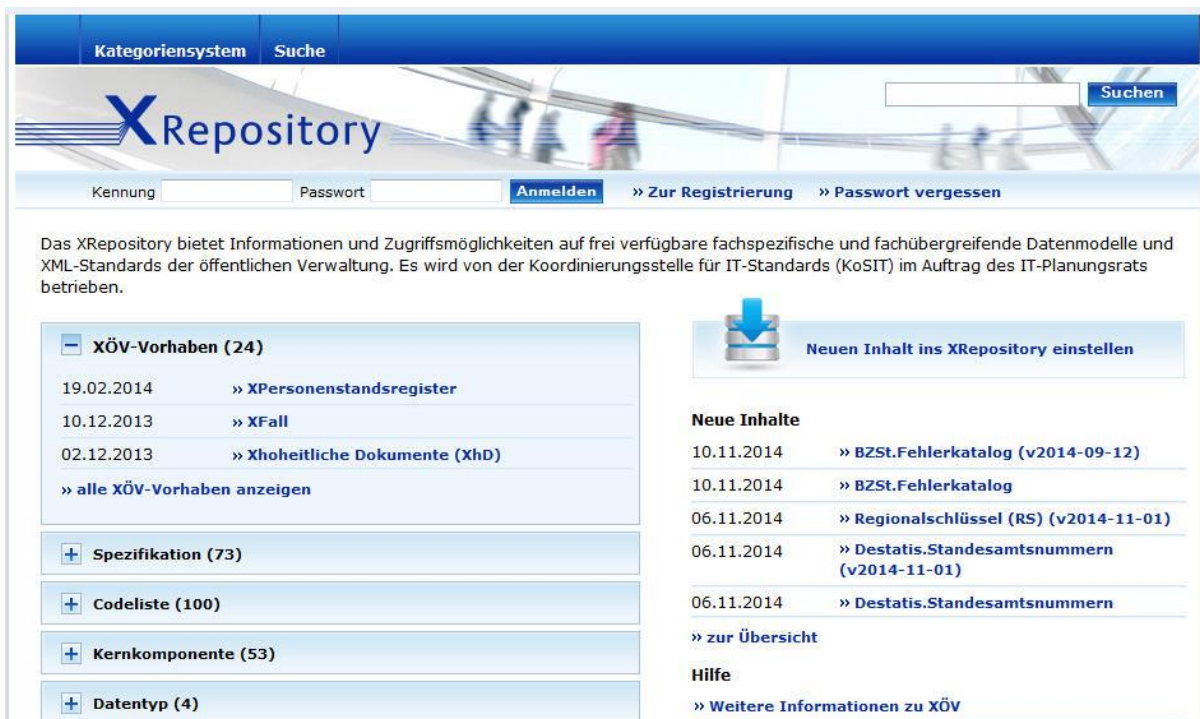 Kategoriensystem Suche
Suchen
XRepository
Kennung Passwort Anmelden » Zur Registrierung » Passwort vergessen
Das XRepository bietet Informationen und Zugriffsmöglichkeiten auf frei verfügbare fachspezifische und fachübergreifende Datenmodelle und
XML-Standards der öffentlichen Verwaltung. Es wird von der Koordinierungsstelle für IT-Standards (KoSIT) im Auftrag des IT-Planungsrats
betrieben.
XÖV-Vorhaben (24)
19.02.2014 » XPersonenstandsregister
10.12.2013 » XFall
02.12.2013 » Xhoheitliche Dokumente (XhD)
» alle XÖV-Vorhaben anzeigen
Spezifikation (73)
Codeliste (100)
Kernkomponente (53)
Datentyp (4)
Neuen Inhalt ins XRepository einstellen
Neue Inhalte
10.11.2014 » BZSt.Fehlerkatalog (v2014-09-12)
10.11.2014 » BZSt.Fehlerkatalog
06.11.2014 » Regionalschlüssel (RS) (v2014-11-01)
06.11.2014 » Destatis.Standesamtsnummern
(v2014-11-01)
06.11.2014 » Destatis.Standesamtsnummern
» zur Übersicht
Hilfe
» Weitere Informationen zu XÖV